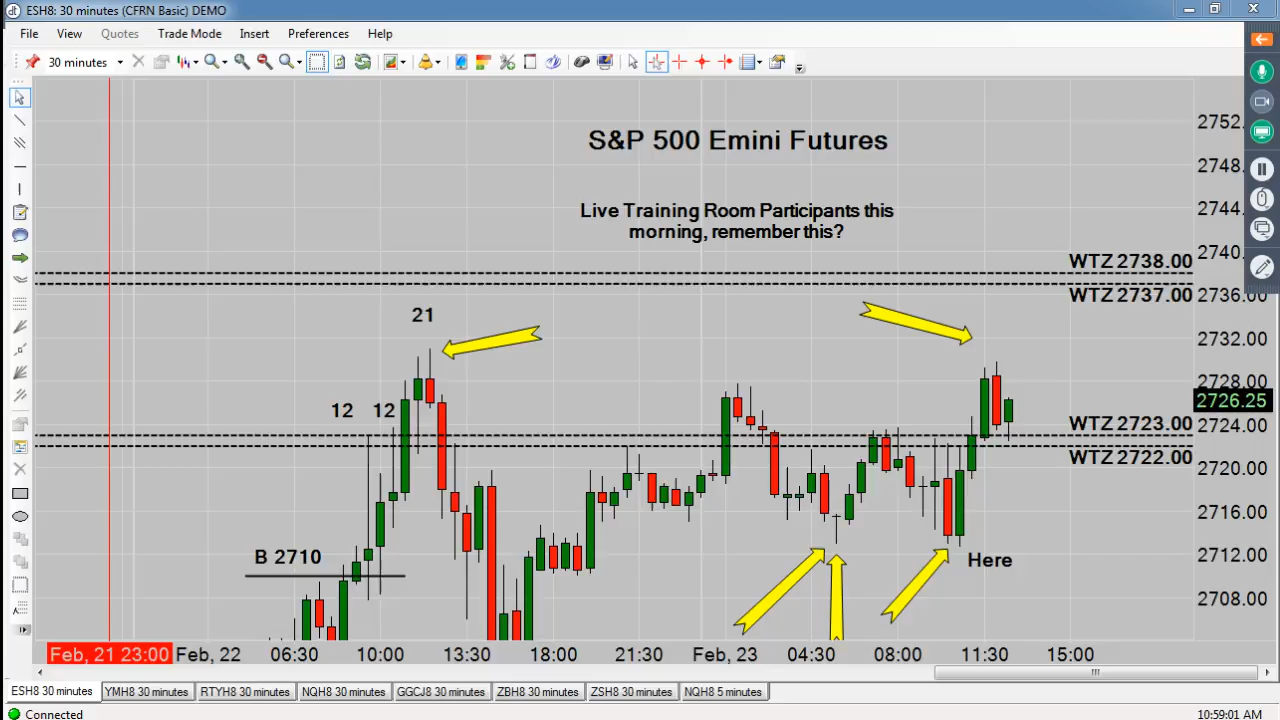 ESH8: 30 minutes (CFRN Basic) DEMO
File View Quotes Trade Mode Insert Preferences Help
30 minutes
S&P 500 Emini Futures
Live Training Room Participants this
morning, remember this?
2752.
2748.
2744.
2740.
WTZ 2738.00
WTZ 2737.00
2736.00
21
2732.00
2728.00
2726.25
12 12
WTZ 2723.00
2724.00
WTZ 2722.00
2720.00
2716.00
2712.00
B 2710
Here
2708.00
Feb, 21 23:00 Feb, 22 06:30 10:00 13:30 18:00 21:30 Feb, 23 04:30 08:00 11:30 15:00
ESH8 30 minutes YMH8 30 minutes RTYH8 30 minutes NQH8 30 minutes GGCJ8 30 minutes ZBH8 30 minutes ZSH8 30 minutes NQH8 5 minutes
Connected 10:59:01 AM